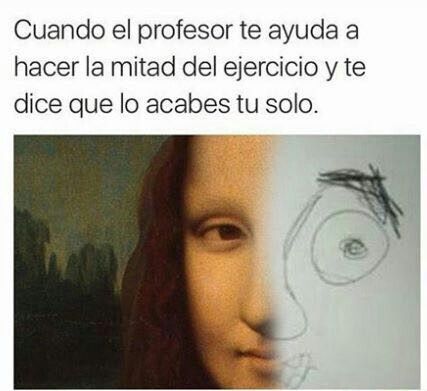 Cuando el profesor te ayuda a
hacer la mitad del ejercicio y te
dice que lo acabes tu solo.